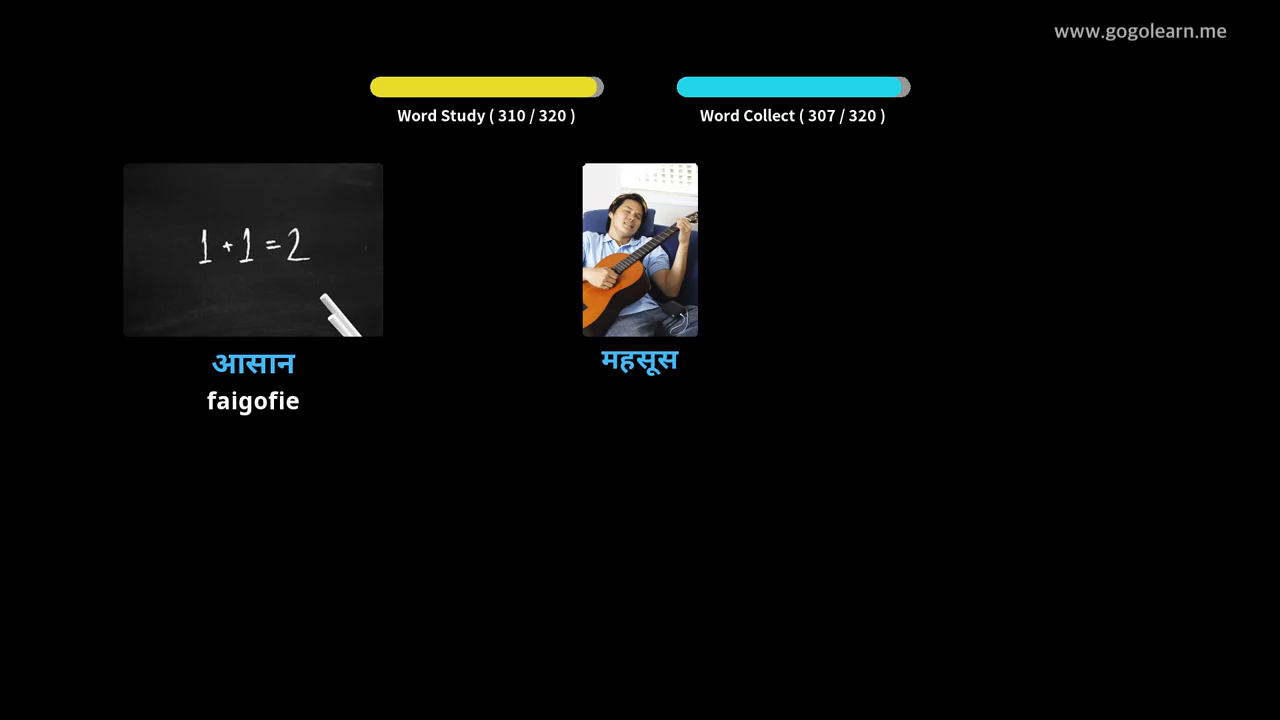 www.gogolearn.me
Word Study ( 310 / 320 )
Word Collect ( 307 / 320 )
1 + 1 = 2
आसान
faigofie
महसूस